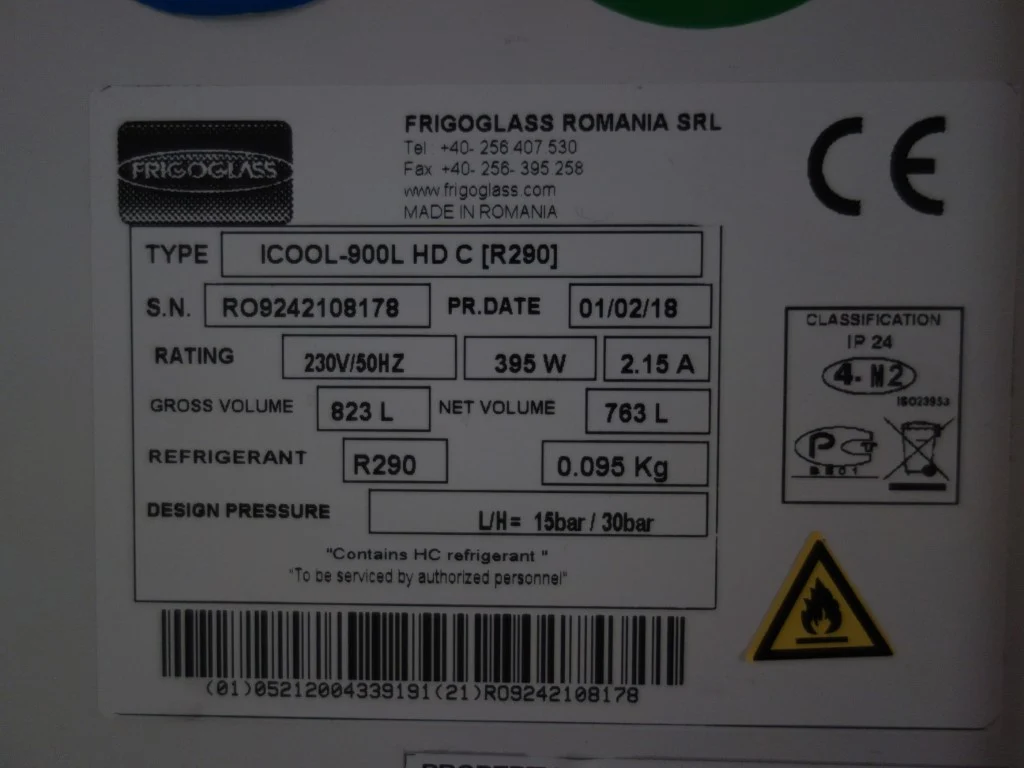 FRIGOGLASS
FRIGOGLASS ROMANIA SRL
Tel +40- 256 407 530
Fax +40- 256- 395 258
www.frigoglass.com
MADE IN ROMANIA
CE
TYPE ICOOL-900L HD C [R290]
S.N. RO9242108178 PR.DATE 01/02/18
RATING 230V/50HZ 395 W 2.15 A
GROSS VOLUME 823 L NET VOLUME 763 L
REFRIGERANT R290 0.095 Kg
DESIGN PRESSURE L/H= 15bar / 30bar
"Contains HC refrigerant "
"To be serviced by authorized personnel"
CLASSIFICATION
IP 24
4- M2
ISO23953
(01)05212004339191(21)RO9242108178